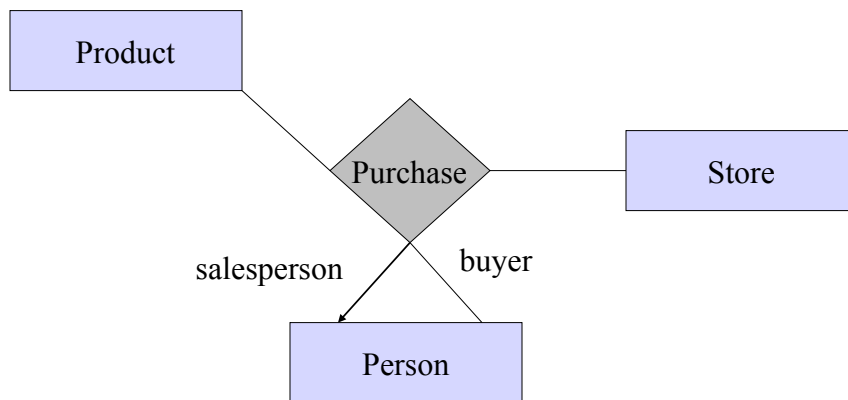 Product
Purchase
Store
salesperson
buyer
Person